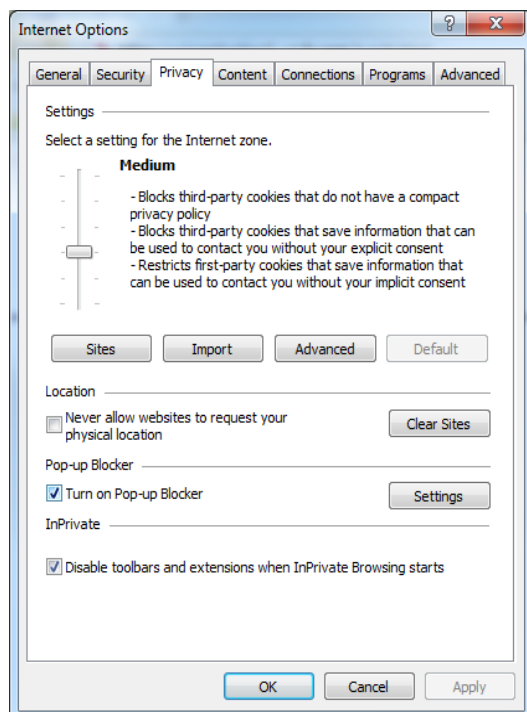 Internet Options
General Security Privacy Content Connections Programs Advanced
Settings
Select a setting for the Internet zone.
Medium
- Blocks third-party cookies that do not have a compact
privacy policy
- Blocks third-party cookies that save information that can
be used to contact you without your explicit consent
- Restricts first-party cookies that save information that
can be used to contact you without your implicit consent
Sites Import Advanced Default
Location
Never allow websites to request your
physical location
Clear Sites
Pop-up Blocker
Turn on Pop-up Blocker
Settings
InPrivate
Disable toolbars and extensions when InPrivate Browsing starts
OK Cancel Apply